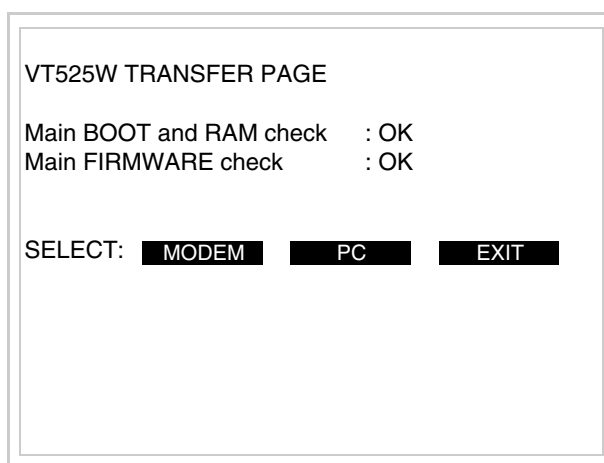 VT525W TRANSFER PAGE
Main BOOT and RAM check : OK
Main FIRMWARE check : OK
SELECT: MODEM PC EXIT